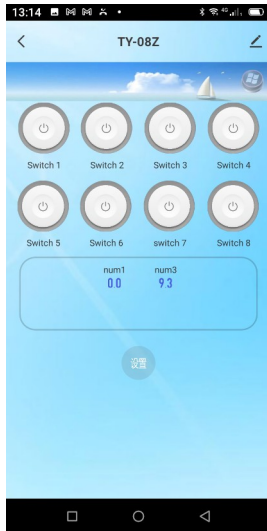 13:14 4G
TY-08Z
Switch 1 Switch 2 Switch 3 Switch 4
Switch 5 Switch 6 switch 7 Switch 8
num1 num3
0.0 9.3
设置